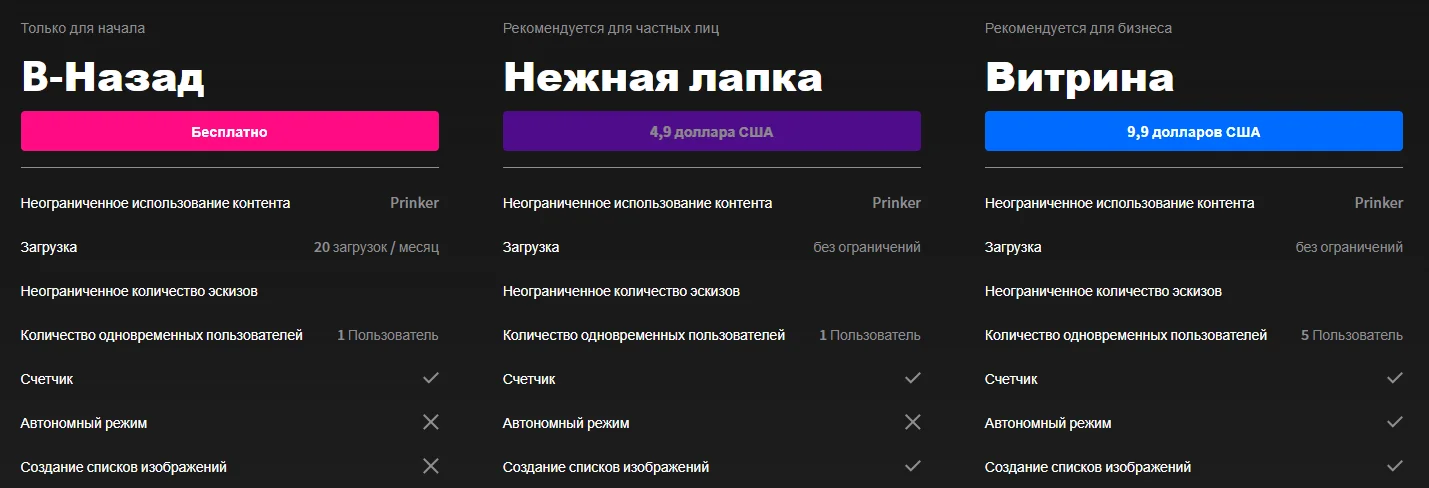 Только для начала
В-Назад
Бесплатно
Неограниченное использование контента Prinker
Загрузка 20 загрузок / месяц
Неограниченное количество эскизов
Количество одновременных пользователей 1 Пользователь
Счетчик
Автономный режим
Создание списков изображений
Рекомендуется для частных лиц
Нежная лапка
4,9 доллара США
Неограниченное использование контента Prinker
Загрузка без ограничений
Неограниченное количество эскизов
Количество одновременных пользователей 1 Пользователь
Счетчик
Автономный режим
Создание списков изображений
Рекомендуется для бизнеса
Витрина
9,9 долларов США
Неограниченное использование контента Prinker
Загрузка без ограничений
Неограниченное количество эскизов
Количество одновременных пользователей 5 Пользователь
Счетчик
Автономный режим
Создание списков изображений